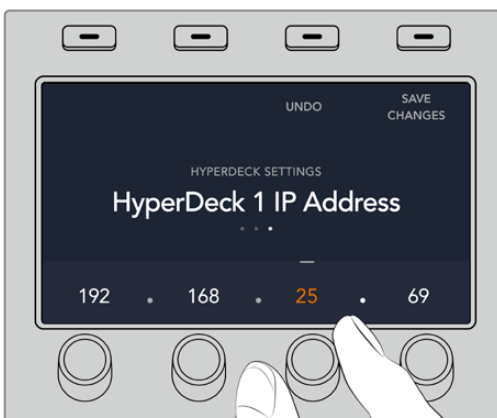 UNDO
SAVE
CHANGES
HYPERDECK SETTINGS
HyperDeck 1 IP Address
192 . 168 . 25 . 69